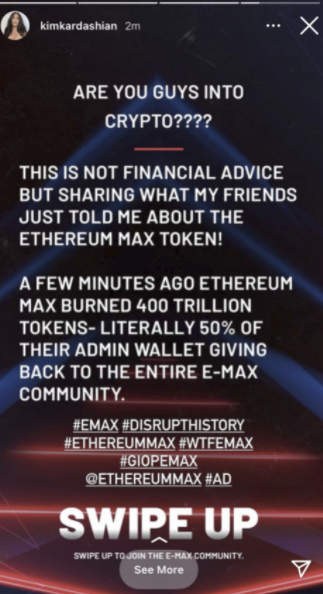 kimkardashian 2m
ARE YOU GUYS INTO
CRYPTO????
THIS IS NOT FINANCIAL ADVICE
BUT SHARING WHAT MY FRIENDS
JUST TOLD ME ABOUT THE
ETHEREUM MAX TOKEN!
A FEW MINUTES AGO ETHEREUM
MAX BURNED 400 TRILLION
TOKENS- LITERALLY 50% OF
THEIR ADMIN WALLET GIVING
BACK TO THE ENTIRE E-MAX
COMMUNITY.
#EMAX #DISRUPTHISTORY
#ETHEREUMMAX #WTFEMAX
#GIOPEMAX
@ETHEREUMMAX #AD
SWIPE UP
SWIPE UP TO JOIN THE E-MAX COMMUNITY.
See More